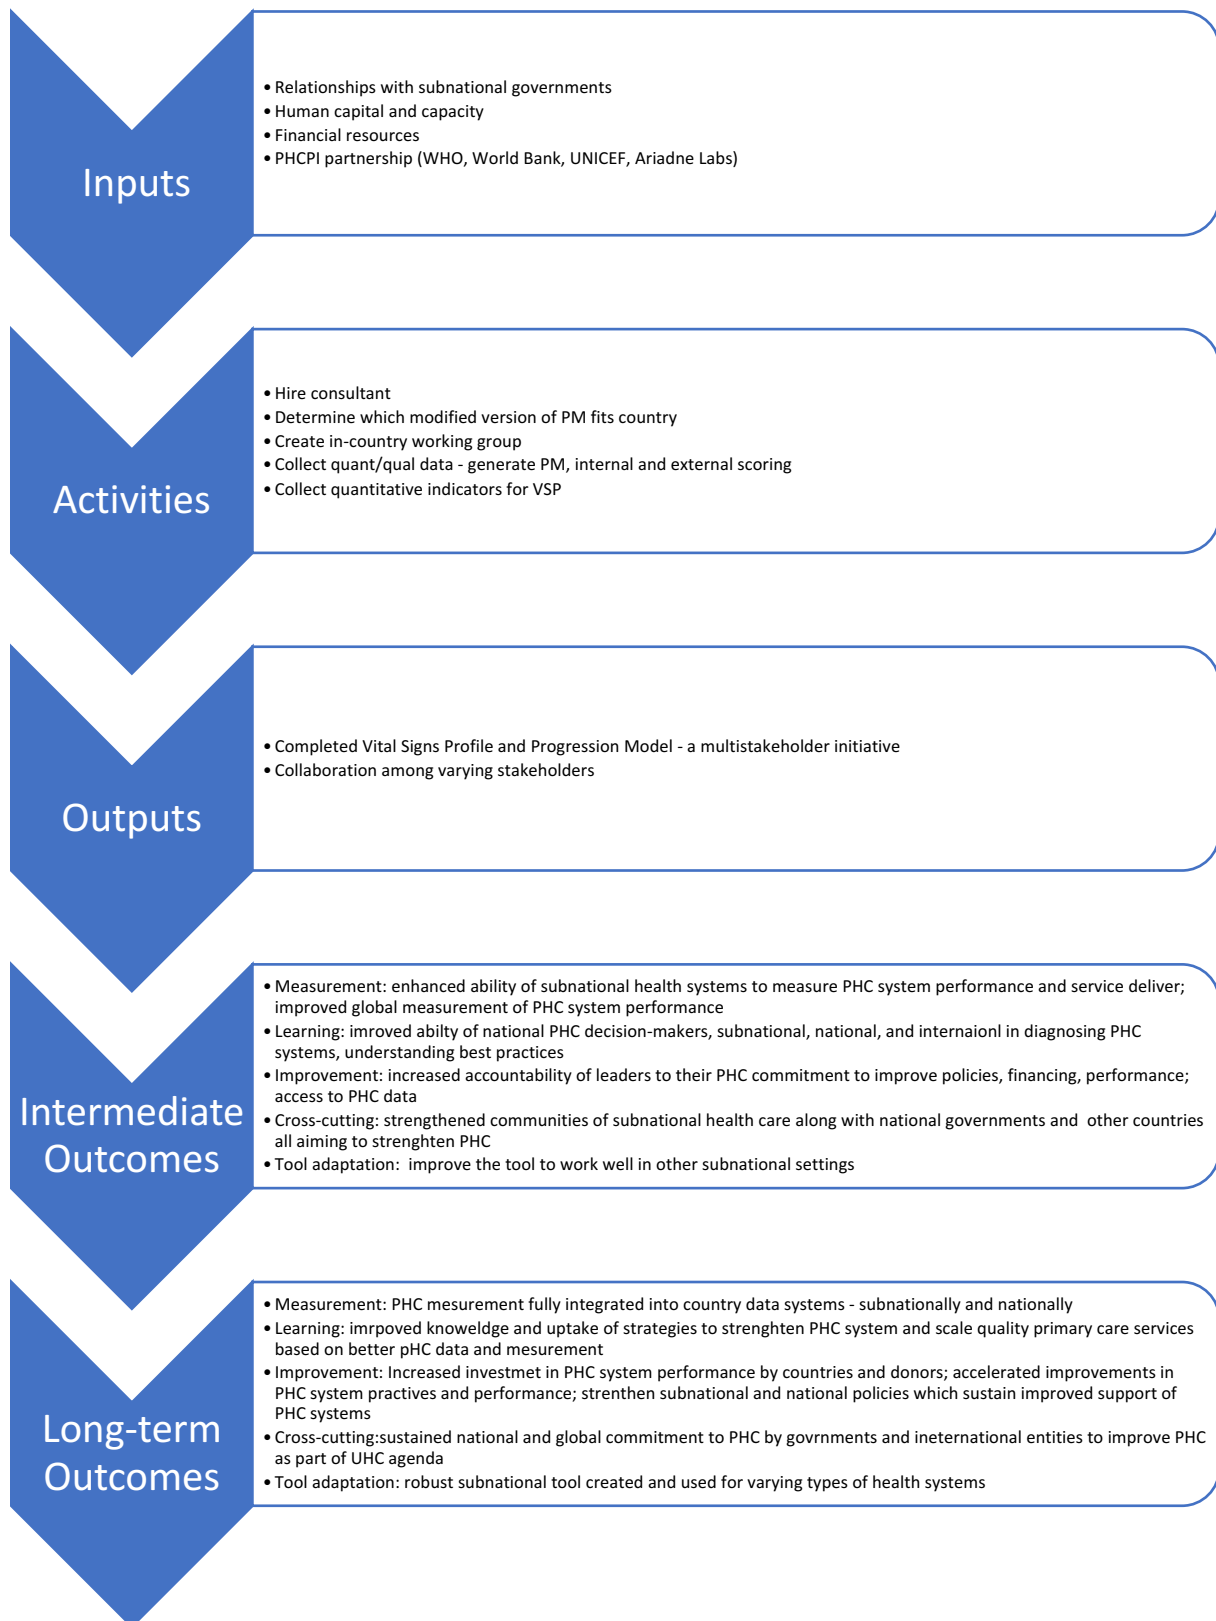 Inputs
• Relationships with subnational governments
• Human capital and capacity
• Financial resources
• PHCPI partnership (WHO, World Bank, UNICEF, Ariadne Labs)
Activities
• Hire consultant
• Determine which modified version of PM fits country
• Create in-country working group
• Collect quant/qual data - generate PM, internal and external scoring
• Collect quantitative indicators for VSP
Outputs
• Completed Vital Signs Profile and Progression Model - a multistakeholder initiative
• Collaboration among varying stakeholders
Intermediate
Outcomes
• Measurement: enhanced ability of subnational health systems to measure PHC system performance and service deliver;
improved global measurement of PHC system performance
• Learning: imroved abilty of national PHC decision-makers, subnational, national, and internaionl in diagnosing PHC
systems, understanding best practices
• Improvement: increased accountability of leaders to their PHC commitment to improve policies, financing, performance;
access to PHC data
• Cross-cutting: strengthened communities of subnational health care along with national governments and  other countries
all aiming to strenghten PHC
• Tool adaptation:  improve the tool to work well in other subnational settings
Long-term
Outcomes
• Measurement: PHC mesurement fully integrated into country data systems - subnationally and nationally
• Learning: imrpoved knoweldge and uptake of strategies to strenghten PHC system and scale quality primary care services
based on better pHC data and mesurement
• Improvement: Increased investmet in PHC system performance by countries and donors; accelerated improvements in
PHC system practives and performance; strenthen subnational and national policies which sustain improved support of
PHC systems
• Cross-cutting:sustained national and global commitment to PHC by govrnments and ineternational entities to improve PHC
as part of UHC agenda
• Tool adaptation: robust subnational tool created and used for varying types of health systems